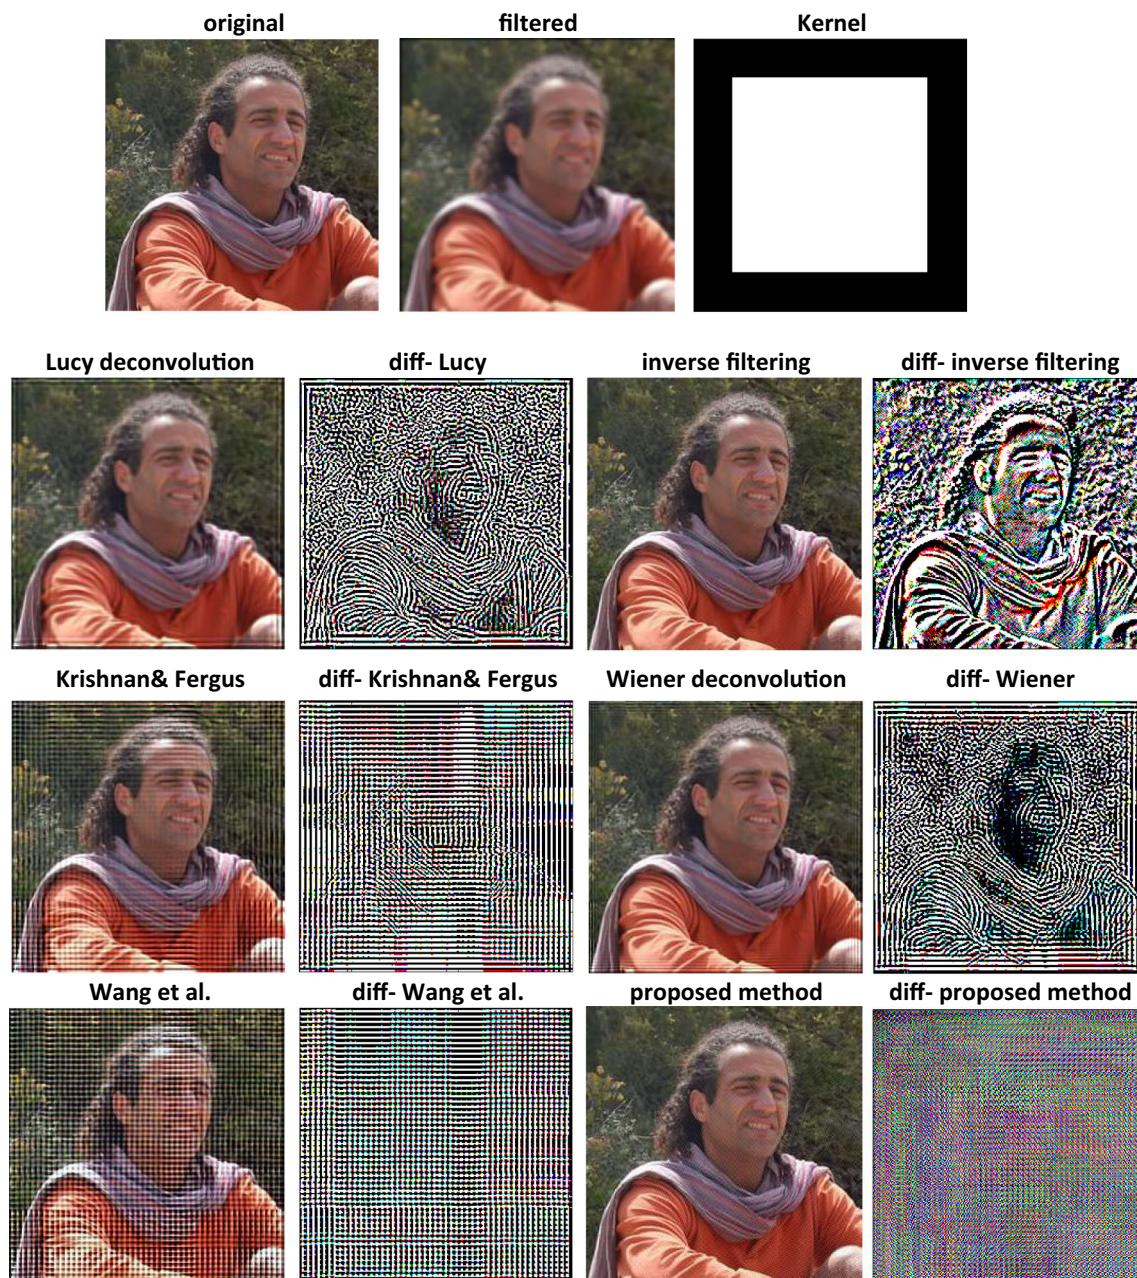 original
filtered
Kernel
Lucy deconvolution
diff- Lucy
inverse filtering
diff- inverse filtering
Krishnan& Fergus
diff- Krishnan& Fergus
Wiener deconvolution
diff- Wiener
Wang et al.
diff- Wang et al.
proposed method
diff- proposed method